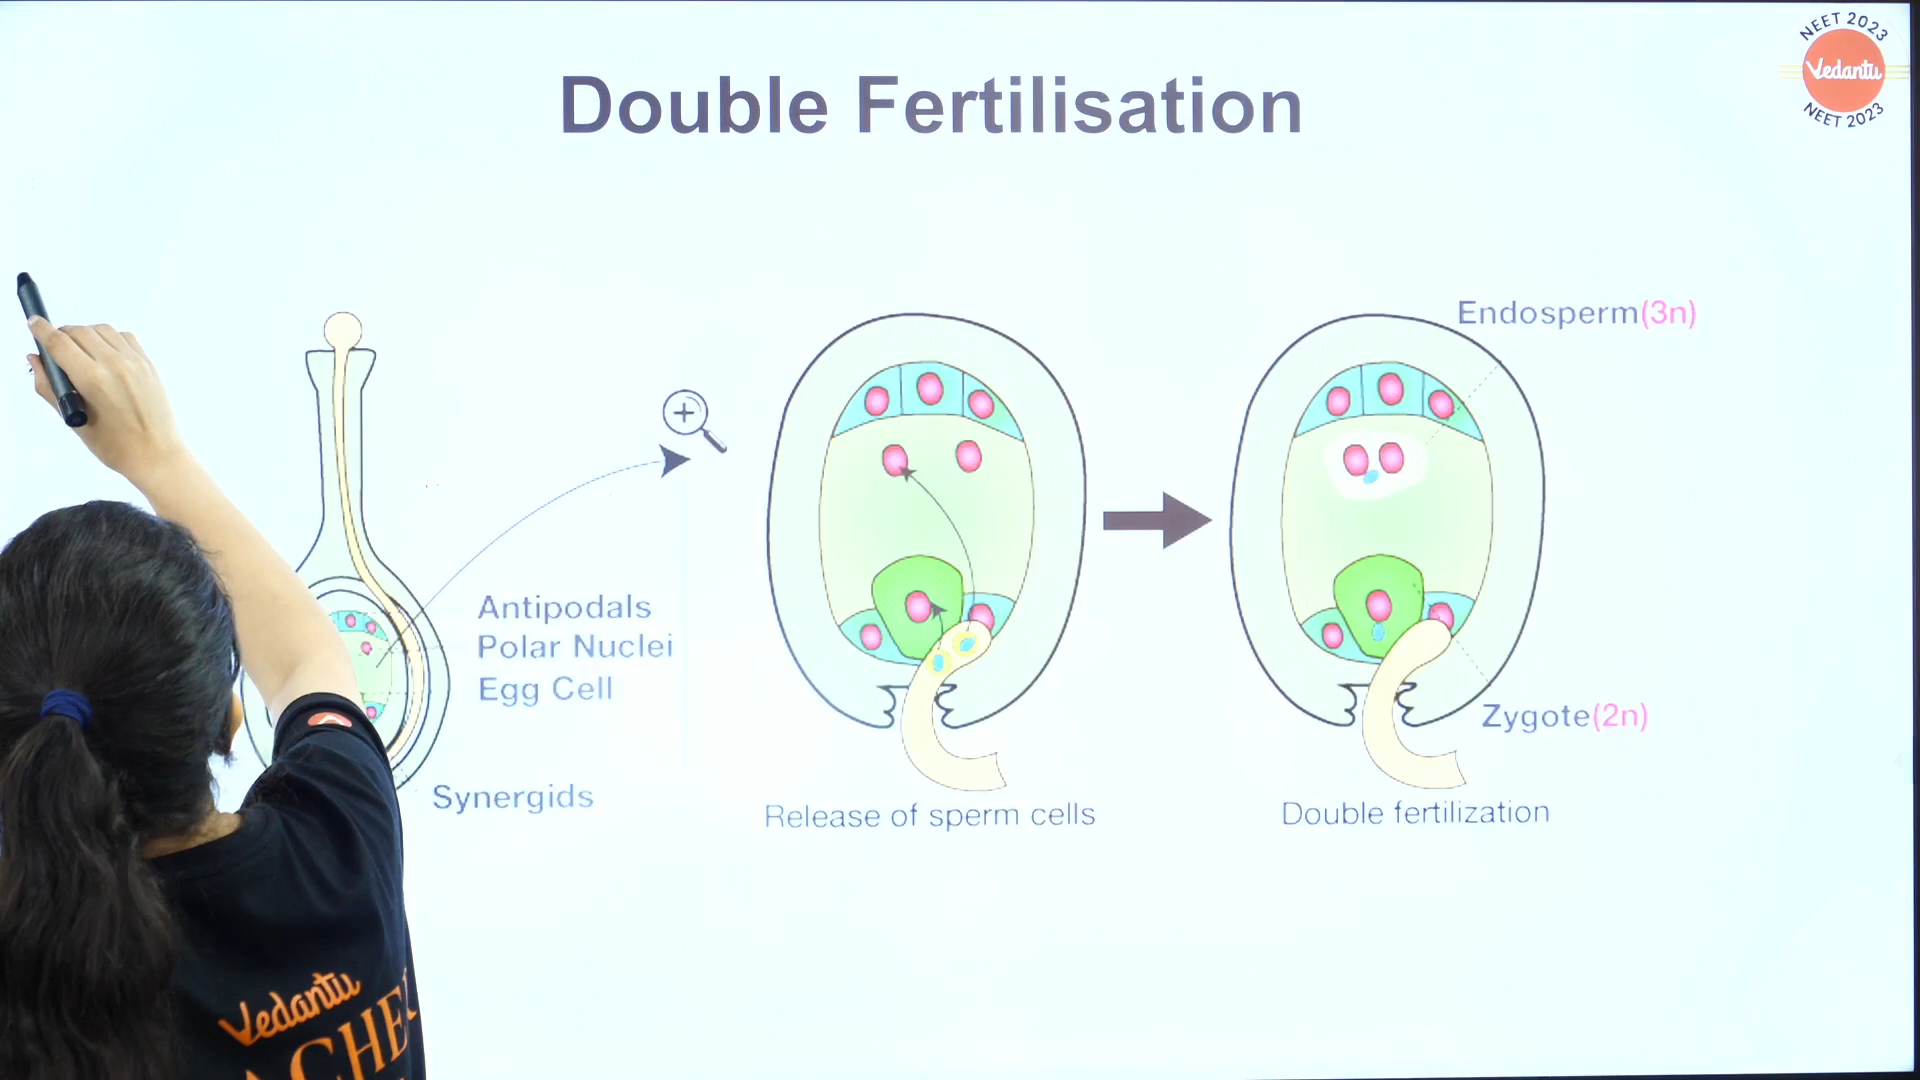 Double Fertilisation
NEET 2023
Vedantu
NEET 2023
Endosperm(3n)
Antipodals
Polar Nuclei
Egg Cell
Synergids
Zygote(2n)
Release of sperm cells
Double fertilization
Vedantu